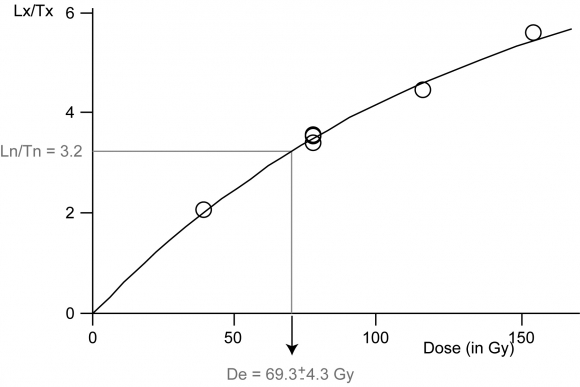 Lx/Tx
6
4
Ln/Tn = 3.2
2
0
0
50
100
150
Dose (in Gy)
De = 69.3±4.3 Gy